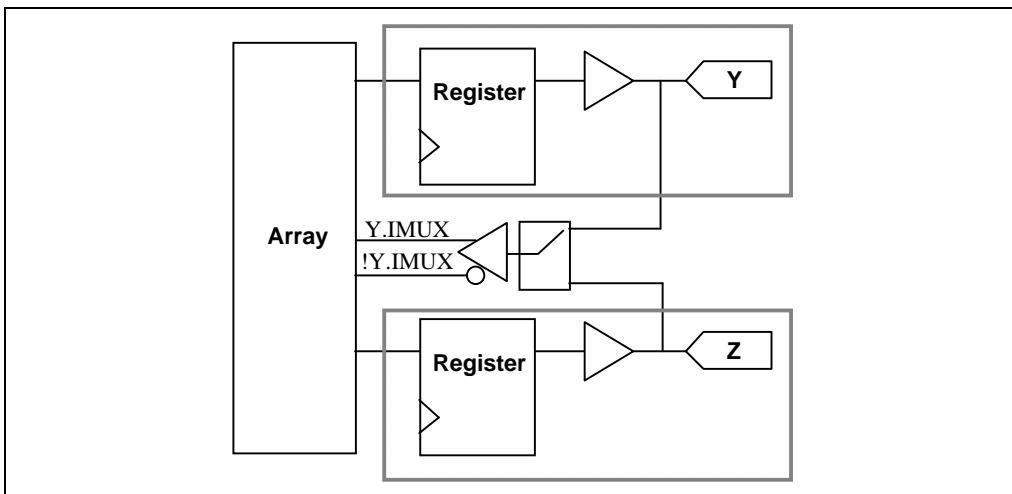 Register
Y
Array
Y.IMUX
!Y.IMUX
Register
Z